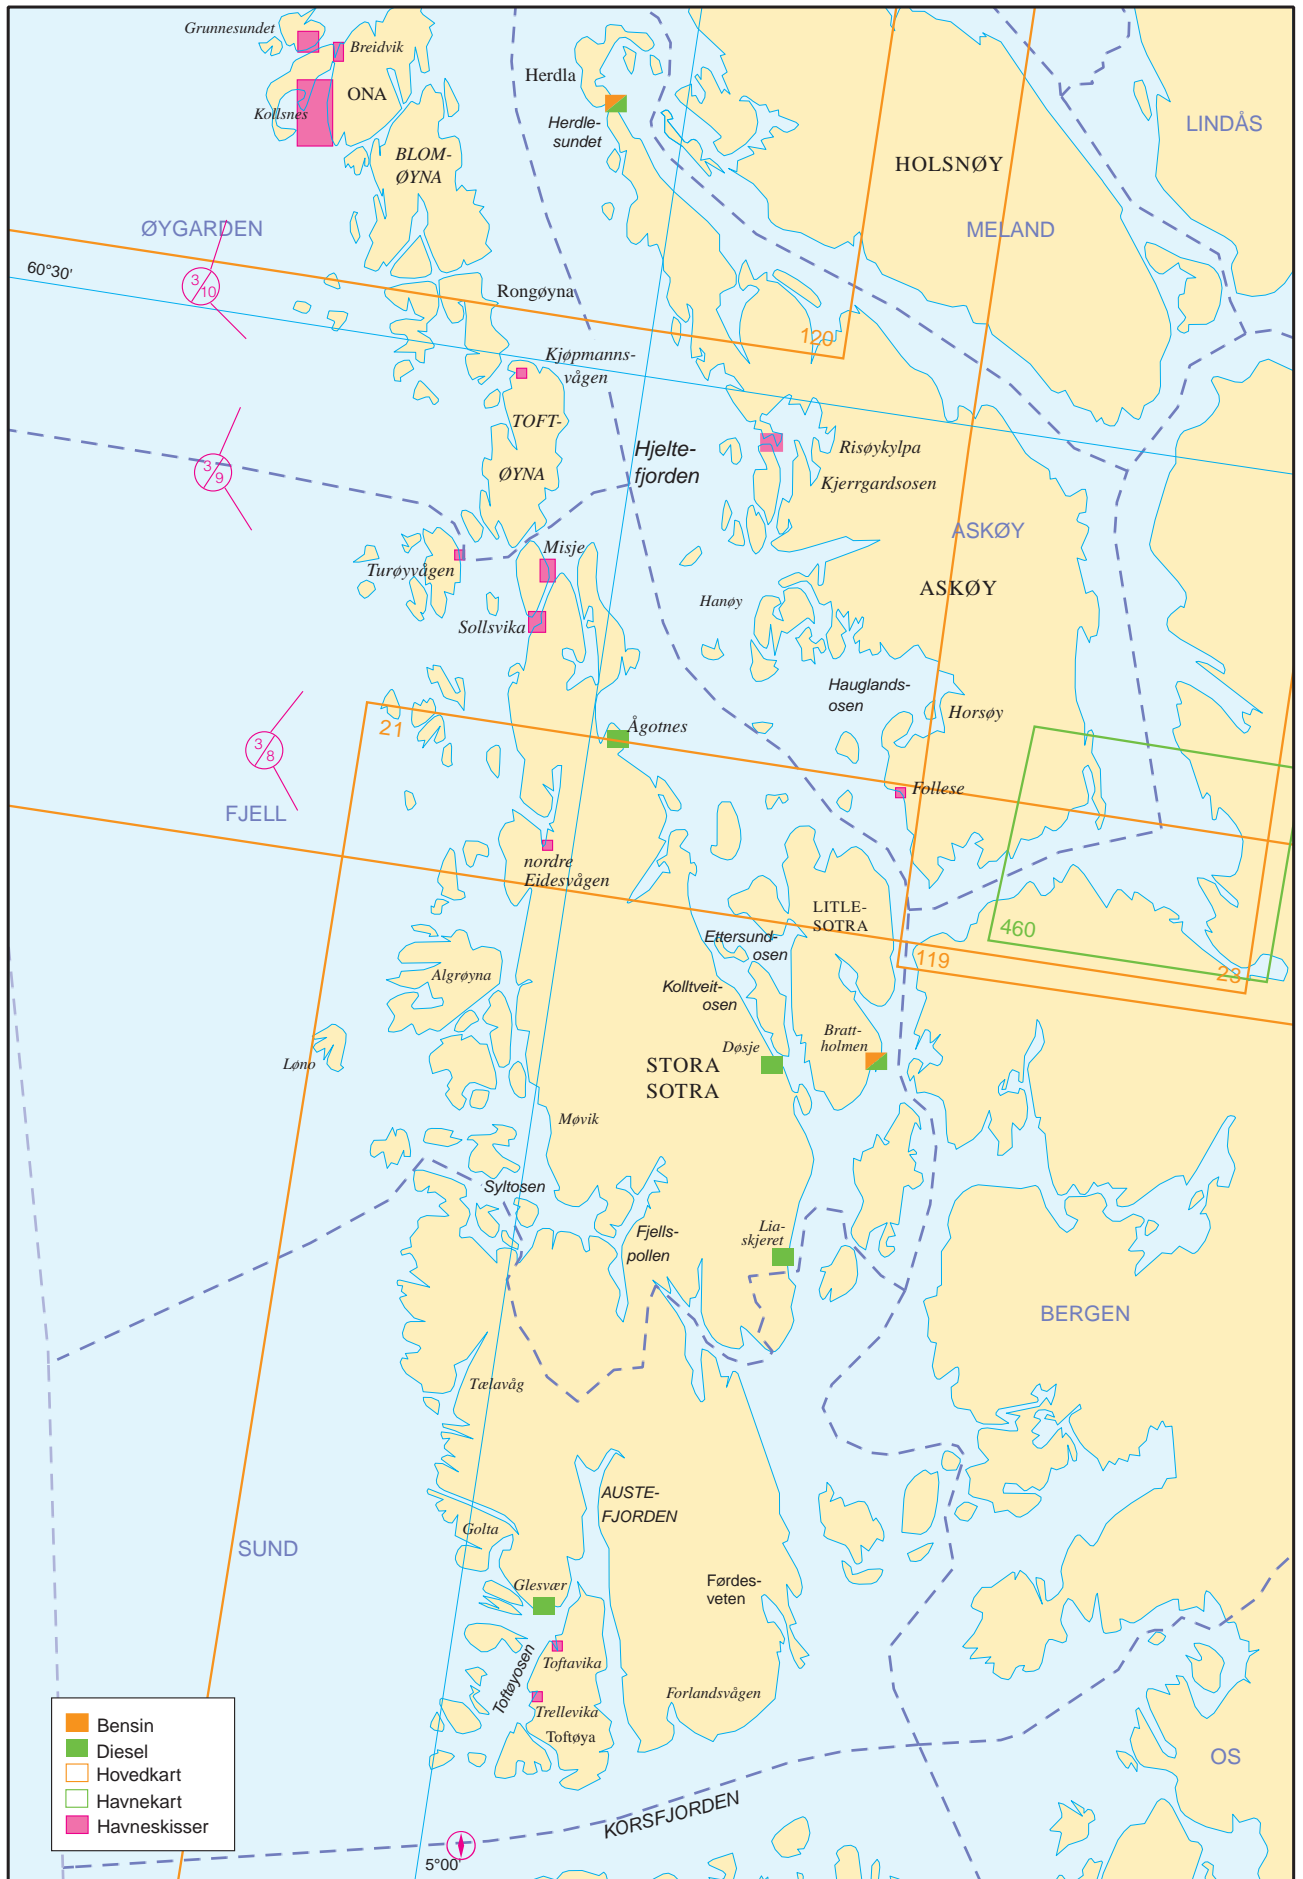 Grunnesundet
Breidvik
ONA
Kollsnes
Herdla
Herdle-
sundet
LINDÅS
HOLSNØY
BLOM-
ØYNA
ØYGARDEN
MELAND
60°30'
3/10
Rongøyna
120
Kjøpmanns-
vågen
TOFT-
ØYNA
Hjelte-
fjorden
Risøykylpa
Kjerrgardsosen
3/9
ASKØY
ASKØY
Misje
Turøyvågen
Hanøy
Sollsvika
Hauglands-
osen
Horsøy
21
Ågotnes
3/8
Follese
FJELL
nordre
Eidesvågen
LITLE-
SOTRA
460
Ettersund-
osen
119
23
Algrøyna
Kolltveit-
osen
Bratt-
holmen
Døsje
Løno
STORA
SOTRA
Møvik
Syltosen
Fjells-
pollen
Lia-
skjeret
BERGEN
Tælavåg
AUSTE-
FJORDEN
Golta
SUND
Glesvær
Førdes-
veten
Toftøyosen
Toftavika
Forlandsvågen
Trellevika
Toftøya
OS
Bensin
Diesel
Hovedkart
Havnekart
Havneskisser
KORSFJORDEN
5°00'